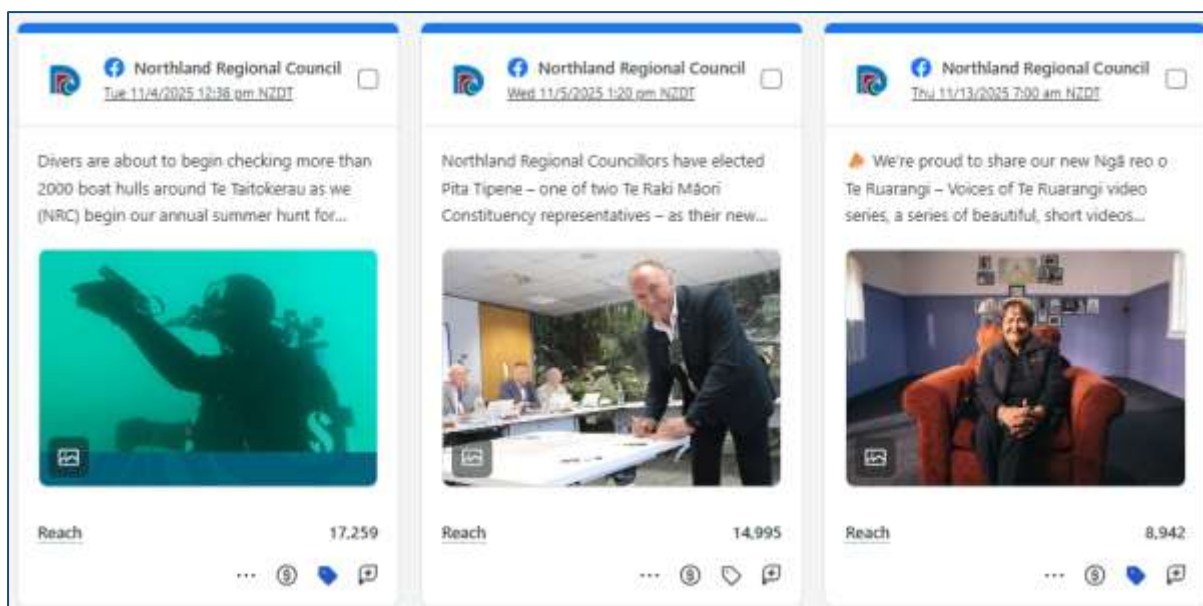 Northland Regional Council
Tue 11/4/2025 12:38 pm NZDT
Divers are about to begin checking more than
2000 boat hulls around Te Taitokerau as we
(NRC) begin our annual summer hunt for...
Reach 17,259
Northland Regional Council
Wed 11/5/2025 1:20 pm NZDT
Northland Regional Councillors have elected
Pita Tipene – one of two Te Raki Māori
Constituency representatives – as their new...
Reach 14,995
Northland Regional Council
Thu 11/13/2025 7:00 am NZDT
We're proud to share our new Ngā reo o
Te Ruarangi – Voices of Te Ruarangi video
series, a series of beautiful, short videos...
Reach 8,942